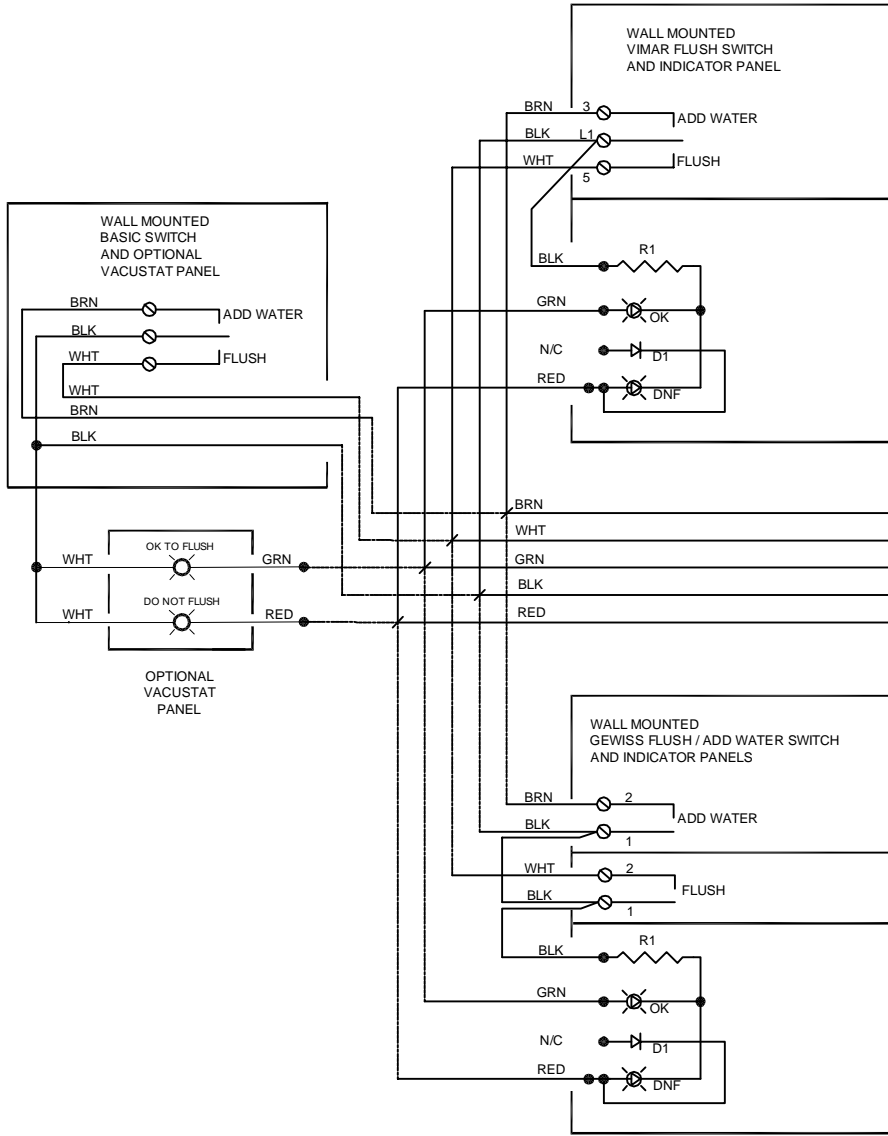 WALL MOUNTED
VIMAR FLUSH SWITCH
AND INDICATOR PANEL
BRN 3
ADD WATER
BLK L1
WHT
FLUSH
5
BLK
R1
GRN
OK
N/C
D1
RED
DNF
WALL MOUNTED
BASIC SWITCH
AND OPTIONAL
VACUSTAT PANEL
BRN
ADD WATER
BLK
WHT
FLUSH
WHT
BRN
BLK
BRN
WHT
GRN
BLK
RED
OK TO FLUSH
WHT
GRN
DO NOT FLUSH
WHT
RED
OPTIONAL
VACUSTAT
PANEL
WALL MOUNTED
GEWISS FLUSH / ADD WATER SWITCH
AND INDICATOR PANELS
BRN 2
ADD WATER
BLK
1
WHT 2
FLUSH
BLK
1
BLK
R1
GRN
OK
N/C
D1
RED
DNF